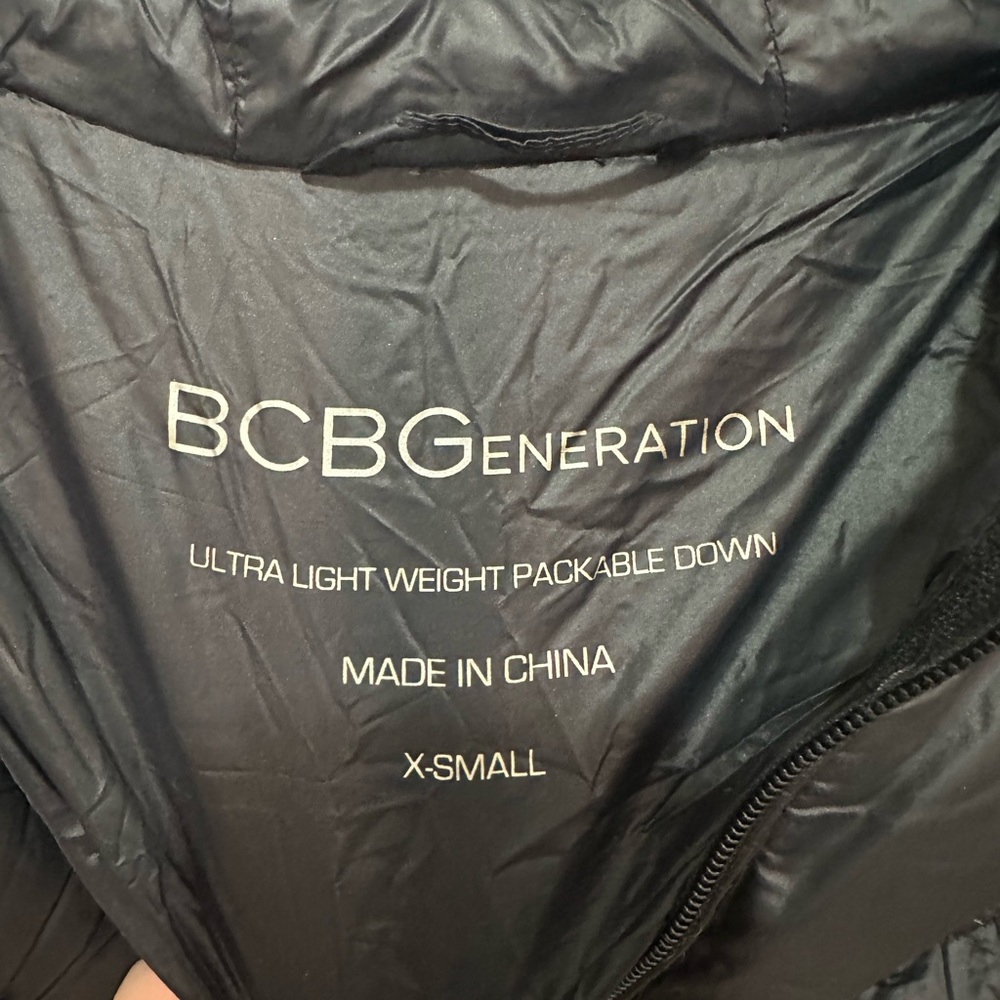 BCBGENERATION
ULTRA LIGHT WEIGHT PACKABLE DOWN
MADE IN CHINA
X-SMALL